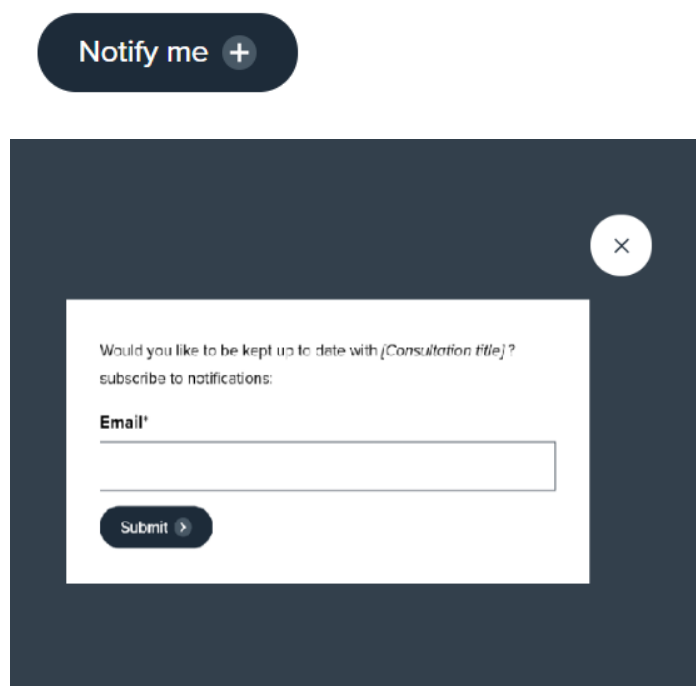 Notify me
Would you like to be kept up to date with [Consultation title] ?
subscribe to notifications:
Email*
Submit